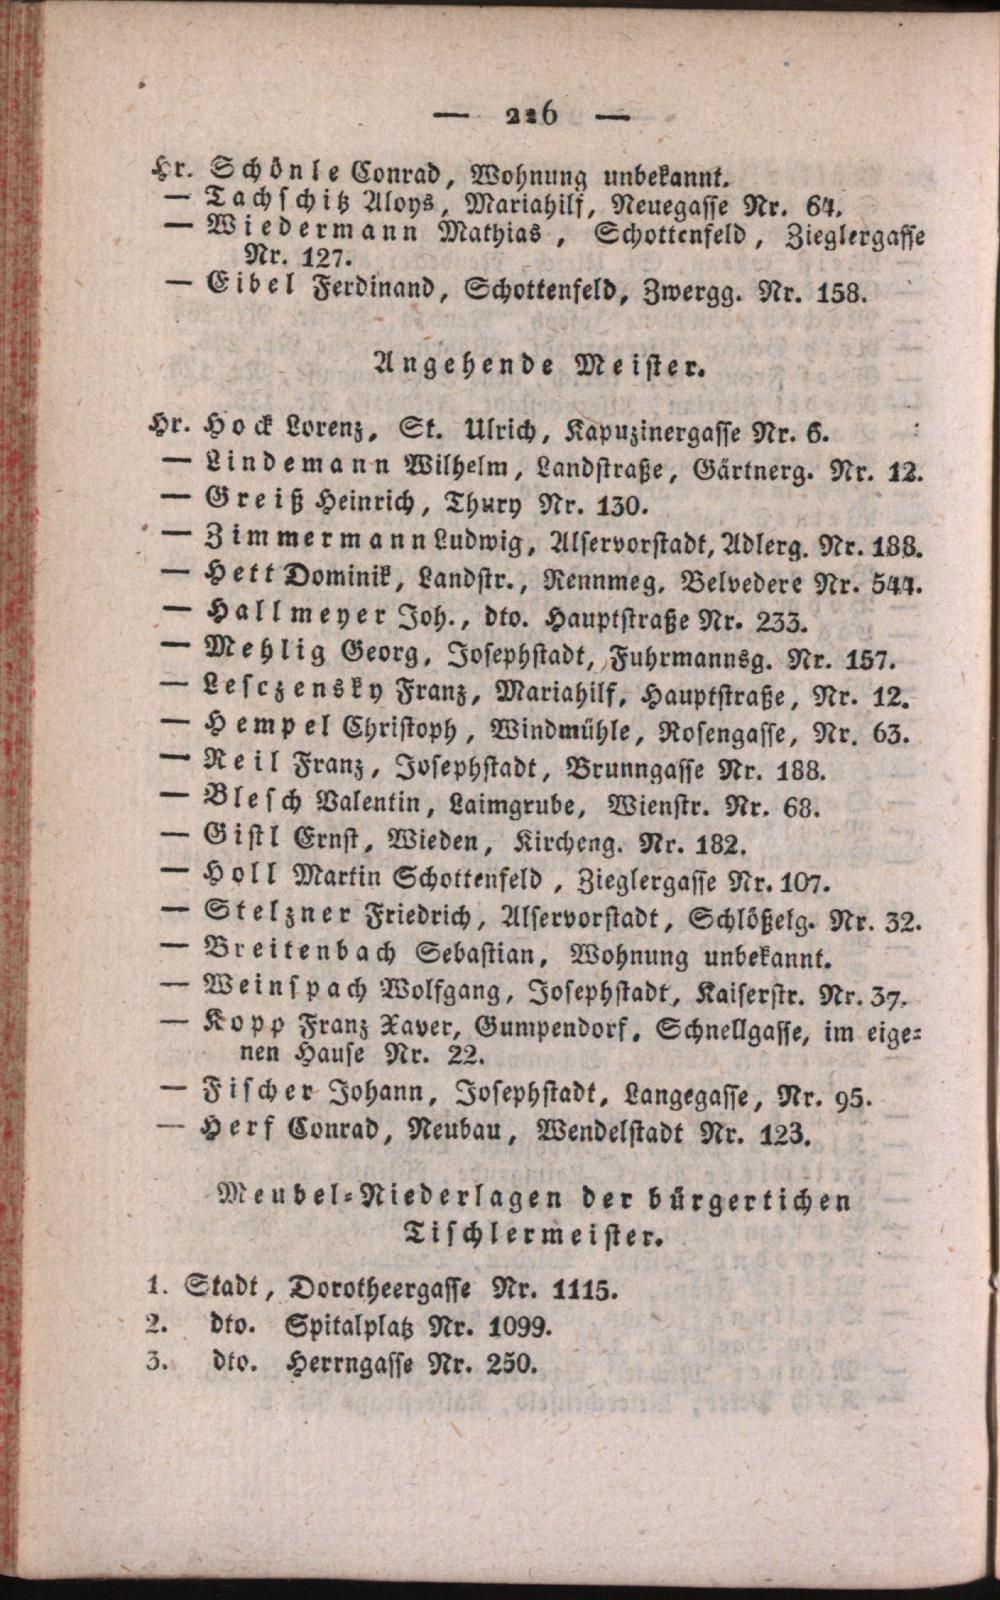 — 226 —
Hr. Schönle Conrad, Wohnung unbekannt.
— Tachschitz Aloys, Mariahilf, Neuegasse Nr. 64.
— Wiedermann Mathias, Schottenfeld, Zieglergasse
Nr. 127.
— Eibel Ferdinand, Schottenfeld, Zwergg. Nr. 158.
Angehende Meister.
Hr. Hock Lorenz, St. Ulrich, Kapuzinergasse Nr. 6.
— Lindemann Wilhelm, Landstraße, Gärtnerg. Nr. 12.
— Greiß Heinrich, Thury Nr. 130.
— Zimmermann Ludwig, Alservorstadt, Adlerg. Nr. 188.
— Hett Dominik, Landstr., Rennweg, Belvedere Nr. 544.
— Hallmeyer Joh., dto. Hauptstraße Nr. 233.
— Mehlig Georg, Josephstadt, Fuhrmannsg. Nr. 157.
— Lesczensky Franz, Mariahilf, Hauptstraße, Nr. 12.
— Hempel Christoph, Windmühle, Rosengasse, Nr. 63.
— Neil Franz, Josephstadt, Brunngasse Nr. 188.
— Blesch Valentin, Laimgrube, Wienstr. Nr. 68.
— Gistl Ernst, Wieden, Kircheng. Nr. 182.
— Holl Martin Schottenfeld, Zieglergasse Nr. 107.
— Stelzner Friedrich, Alservorstadt, Schlößelg. Nr. 32.
— Breitenbach Sebastian, Wohnung unbekannt.
— Weinspach Wolfgang, Josephstadt, Kaiserstr. Nr. 37.
— Kopp Franz Xaver, Gumpendorf, Schnellgasse, im eige-
nen Hause Nr. 22.
— Fischer Johann, Josephstadt, Langegasse, Nr. 95.
— Herf Conrad, Neubau, Wendelstadt Nr. 123.
Meubel-Niederlagen der bürgertichen
Tischlermeister.
1. Stadt, Dorotheergasse Nr. 1115.
2. dto. Spitalplatz Nr. 1099.
3. dto. Herrngasse Nr. 250.